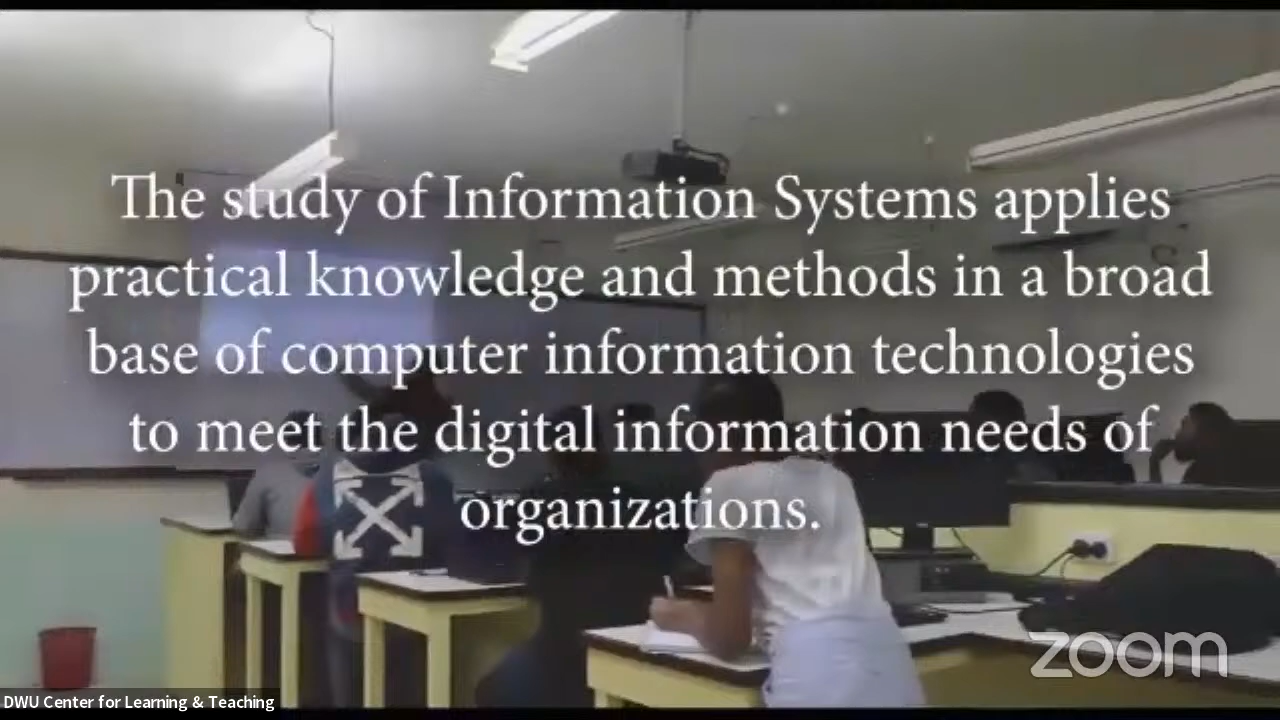 The study of Information Systems applies
practical knowledge and methods in a broad
base of computer information technologies
to meet the digital information needs of
organizations.
zoom
DWU Center for Learning & Teaching